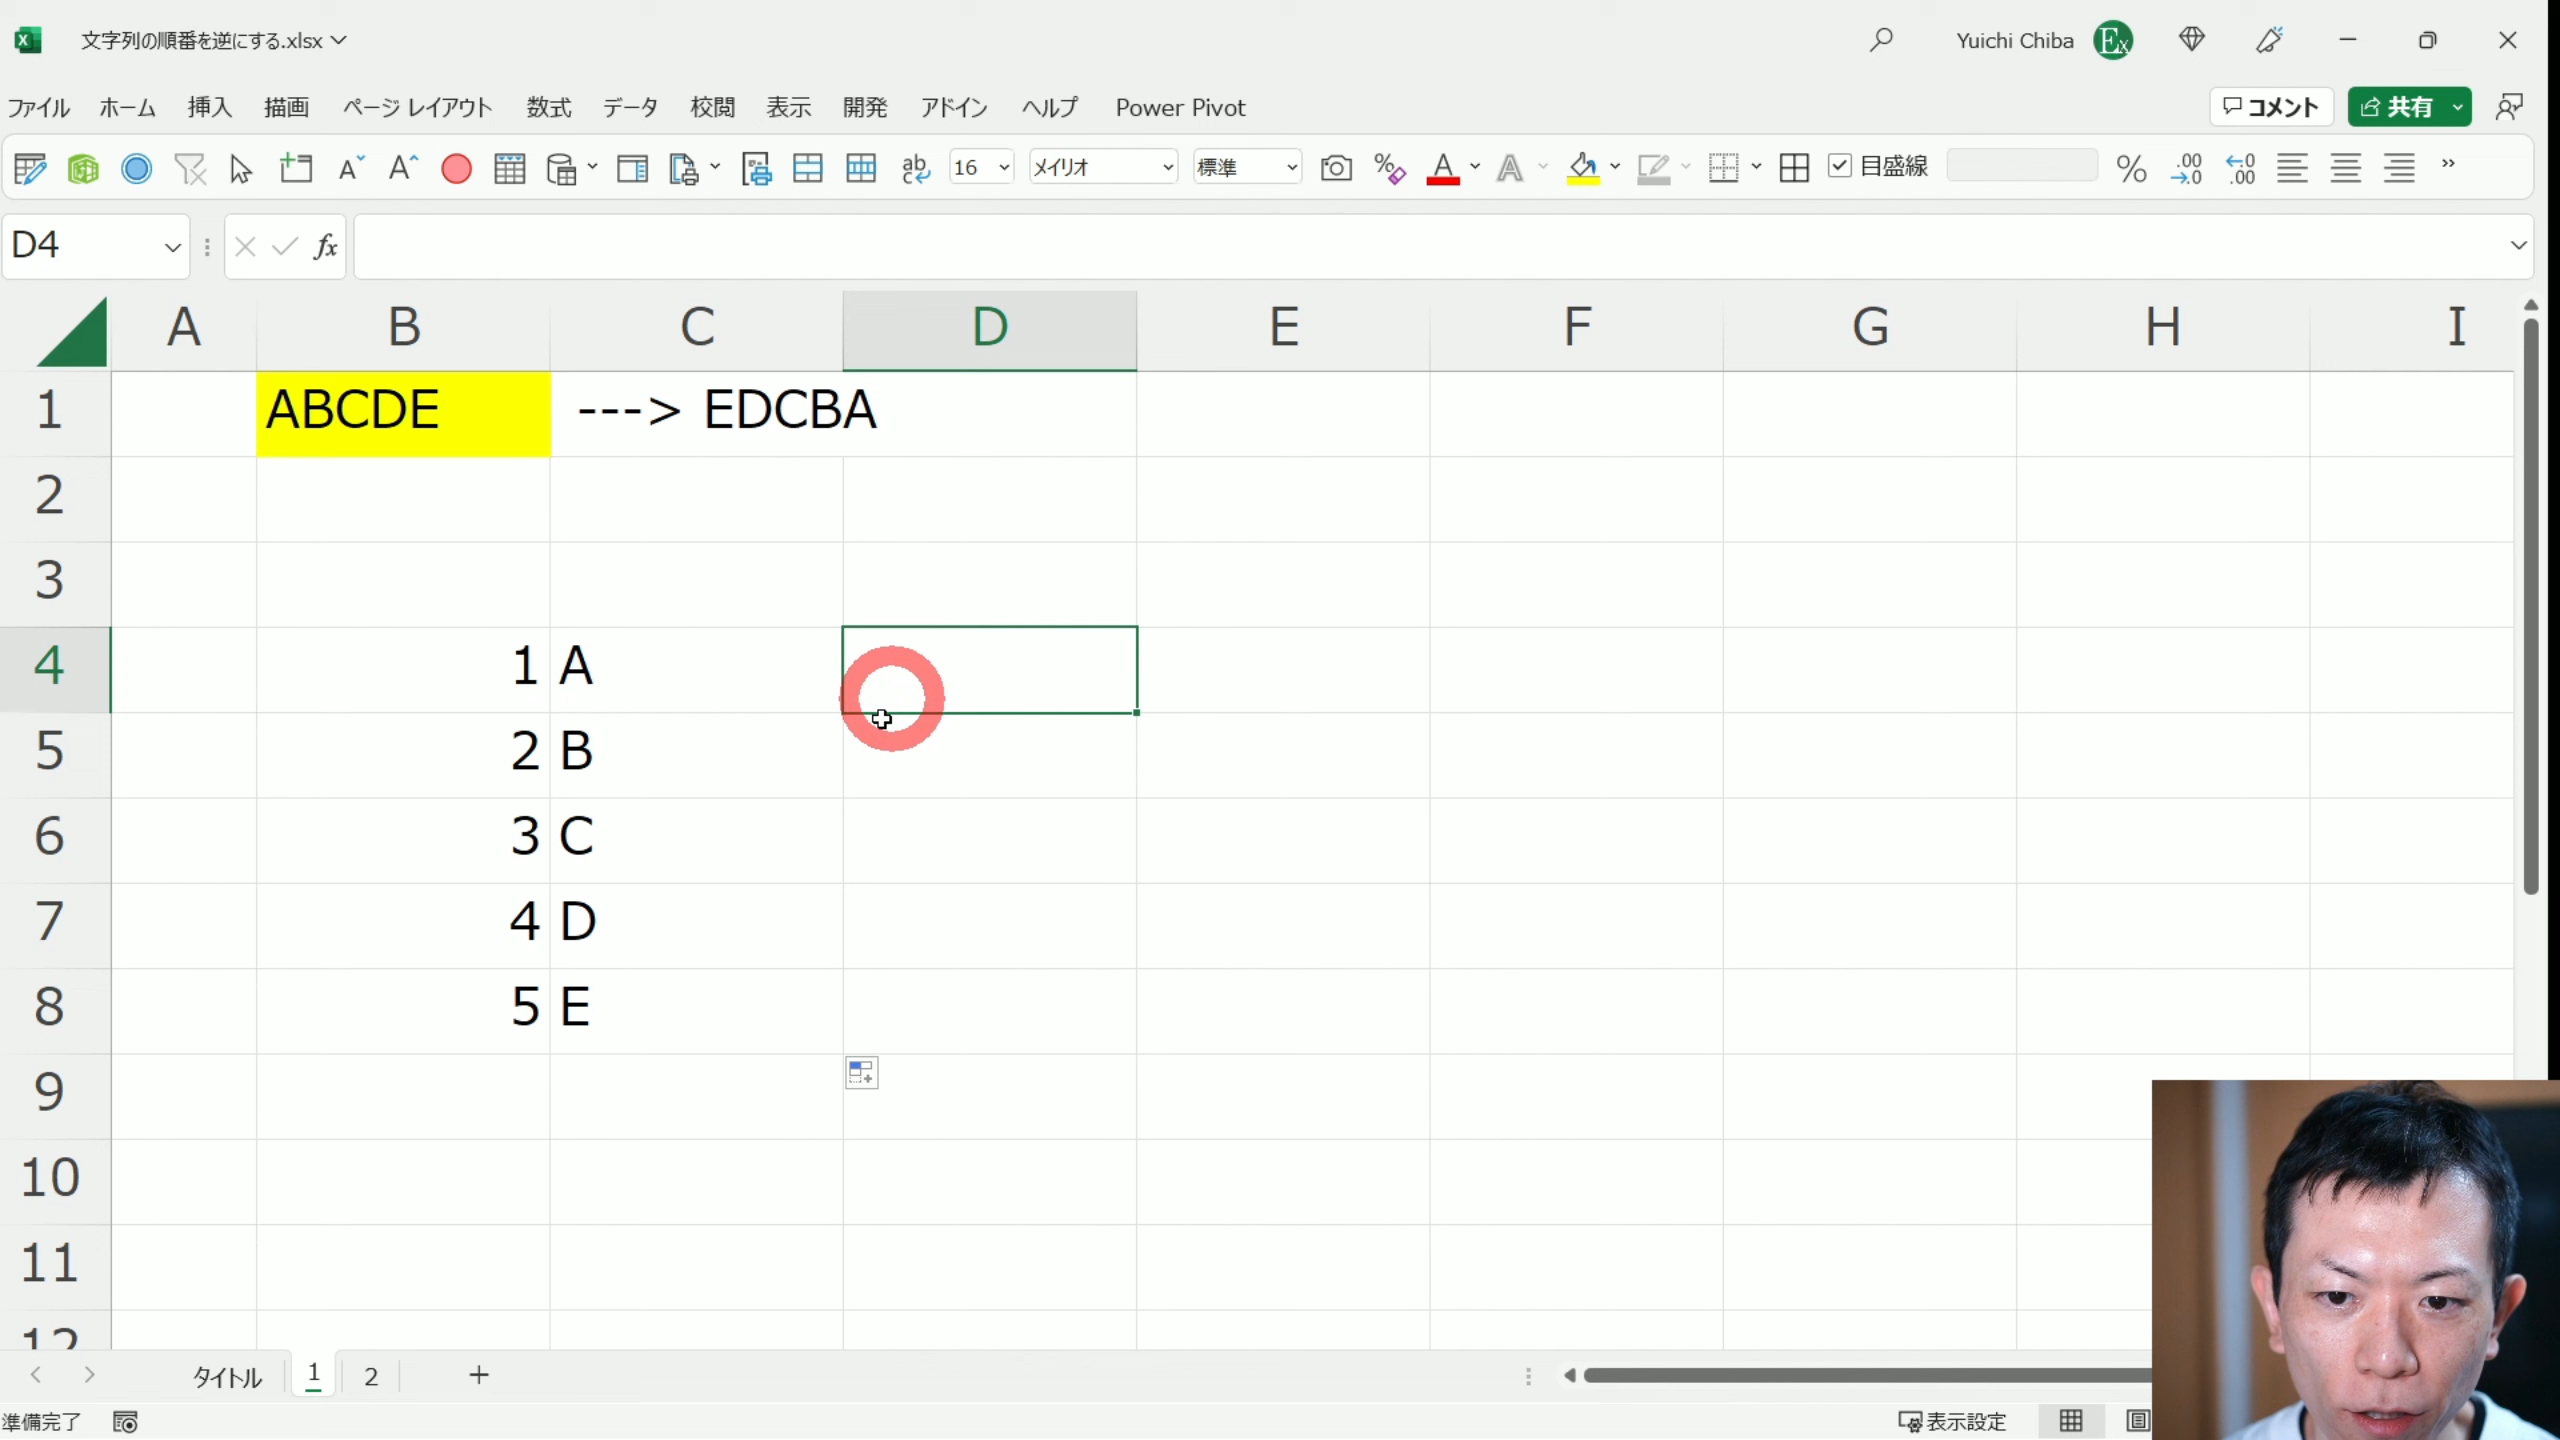 文字列の順番を逆にする.xlsx
Yuichi Chiba
ファイル ホーム 挿入 描画 ページ レイアウト 数式 データ 校閲 表示 開発 アドイン ヘルプ Power Pivot
コメント 共有
16 メイリオ 標準 目盛線
D4
A B C D E F G H I
1 ABCDE ---> EDCBA
2
3
4 1 A
5 2 B
6 3 C
7 4 D
8 5 E
9
10
11
12
タイトル 1 2
準備完了 表示設定